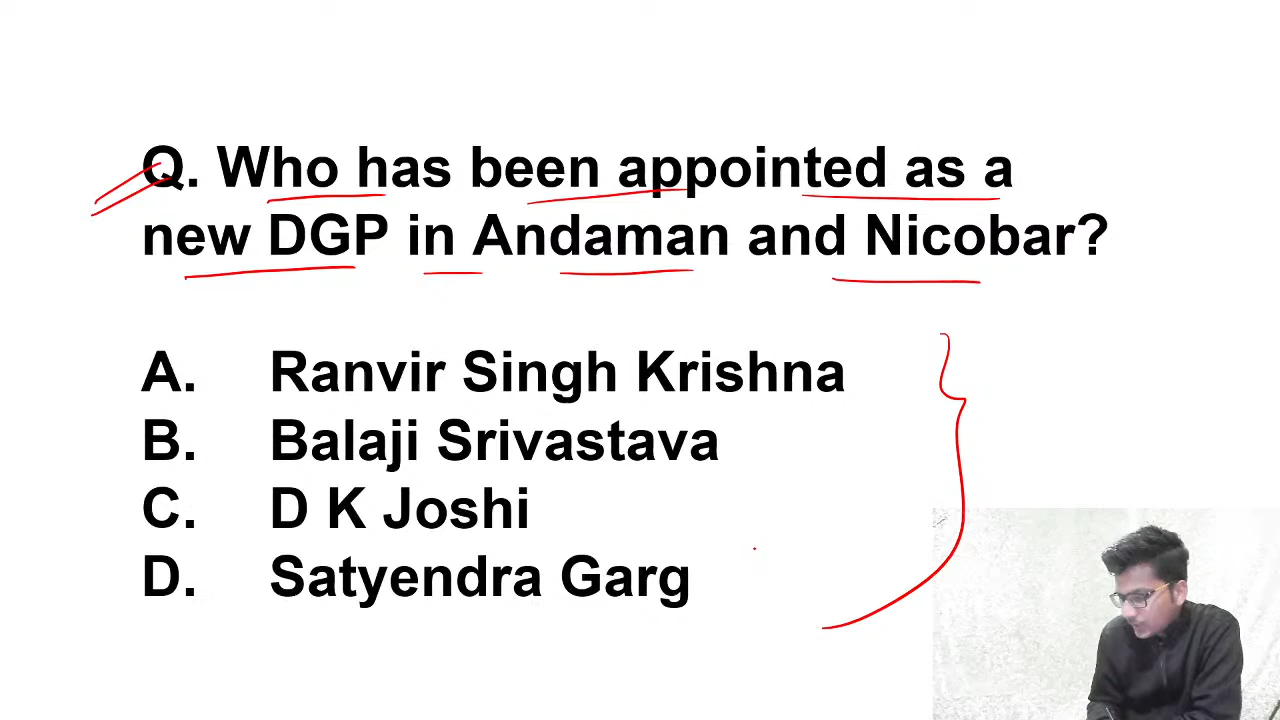 Q. Who has been appointed as a
new DGP in Andaman and Nicobar?
A. Ranvir Singh Krishna
B. Balaji Srivastava
C. D K Joshi
D. Satyendra Garg